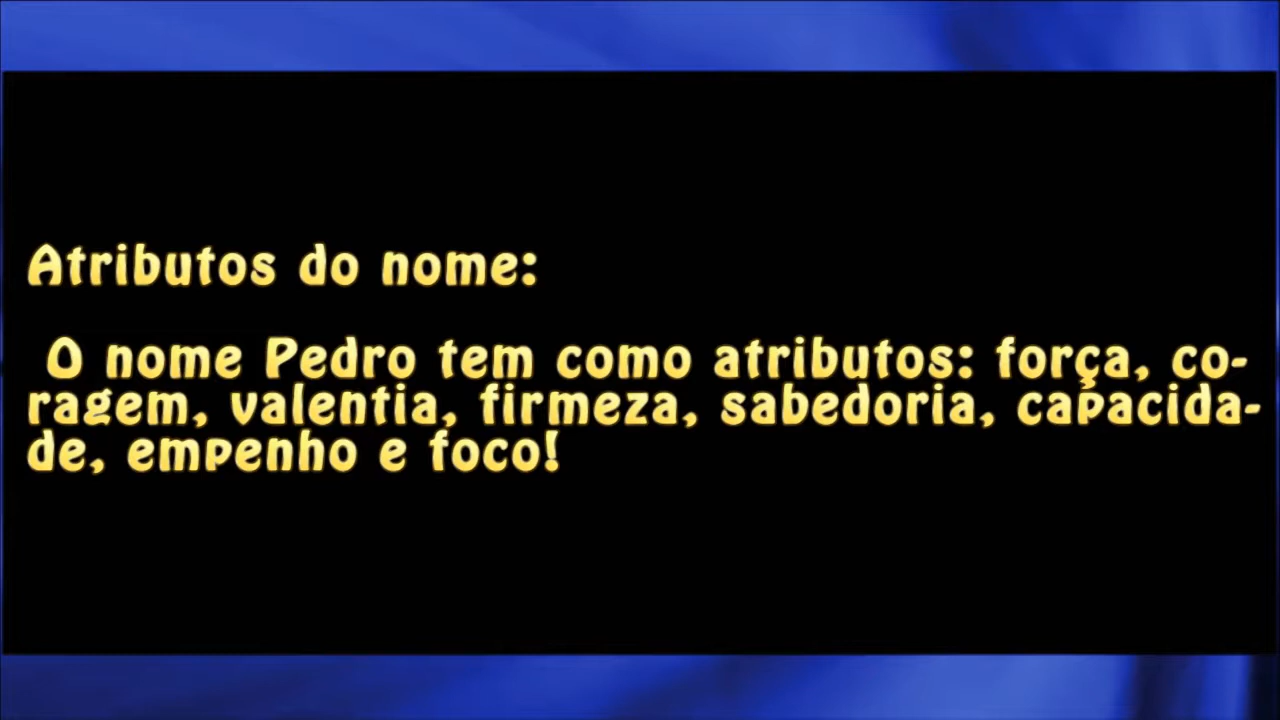 Atributos do nome:
O nome Pedro tem como atributos: força, co-
ragem, valentia, firmeza, sabedoria, capacida-
de, empenho e foco!